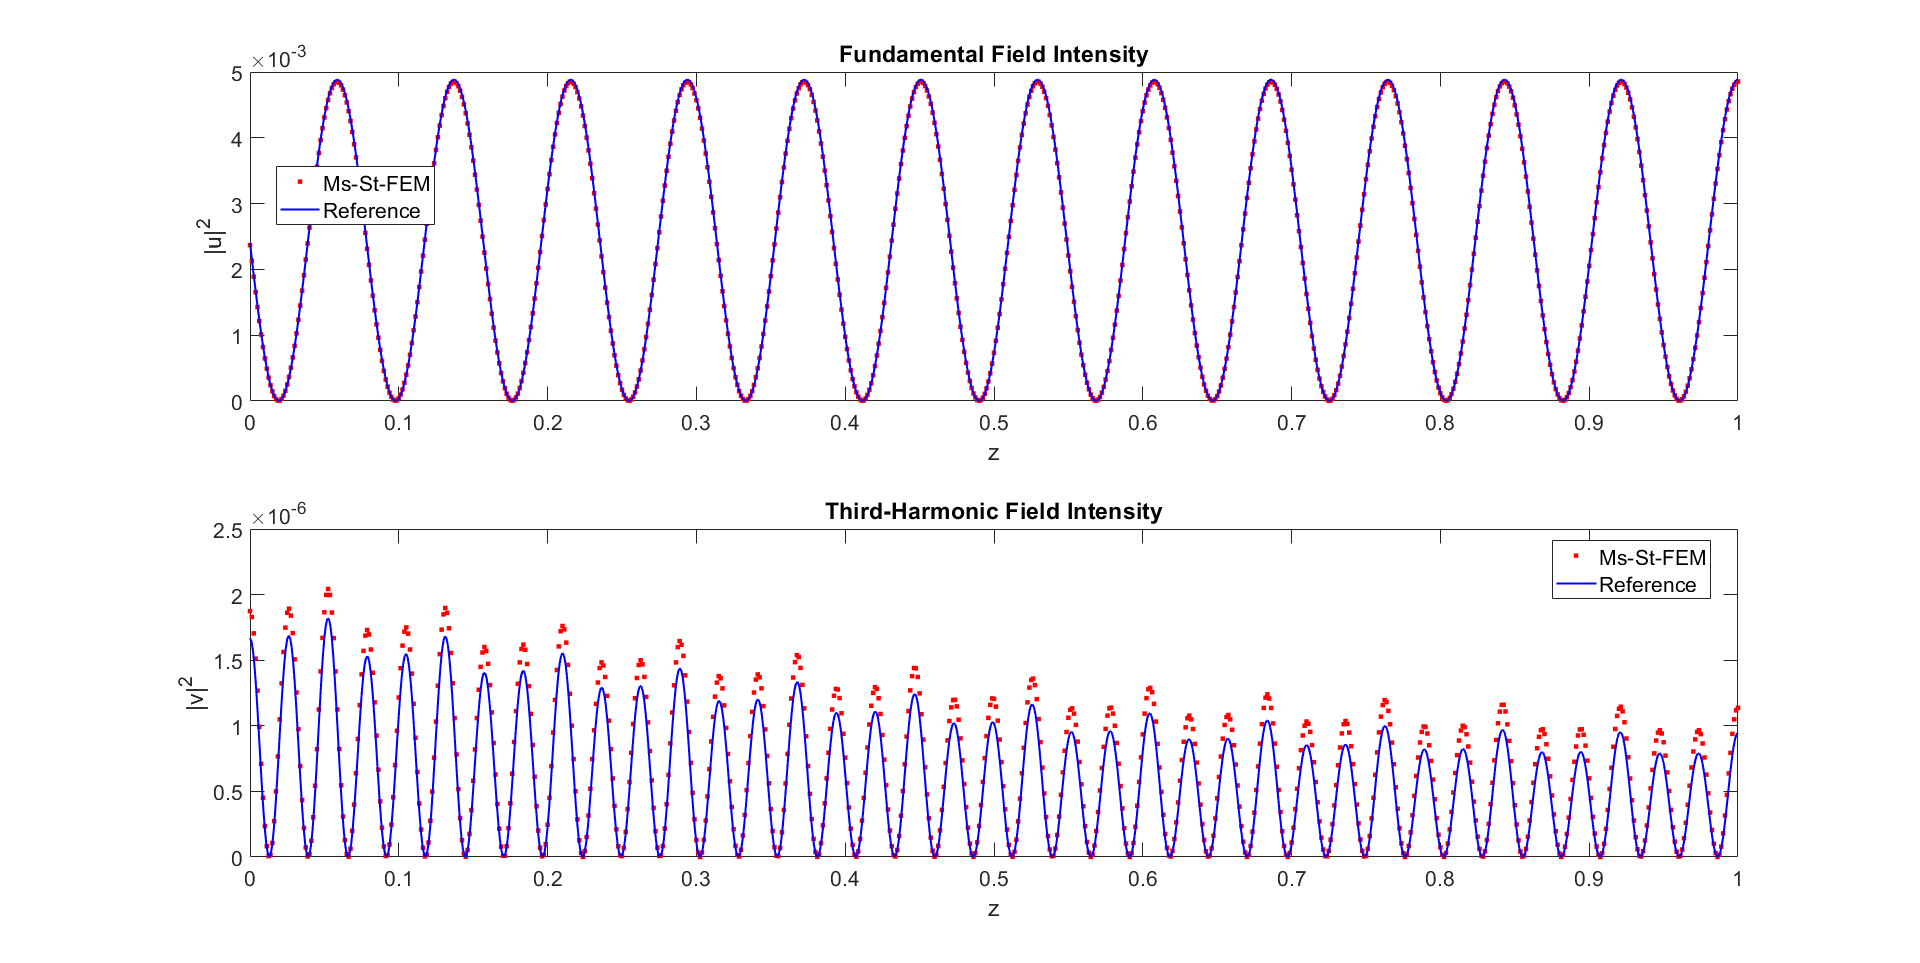 Fundamental Field Intensity
×10-3
5
4
3
2
1
0
|u|2
Ms-St-FEM
Reference
0 0.1 0.2 0.3 0.4 0.5 0.6 0.7 0.8 0.9 1
z
Third-Harmonic Field Intensity
×10-6
2.5
2
1.5
1
0.5
0
|v|2
Ms-St-FEM
Reference
0 0.1 0.2 0.3 0.4 0.5 0.6 0.7 0.8 0.9 1
z